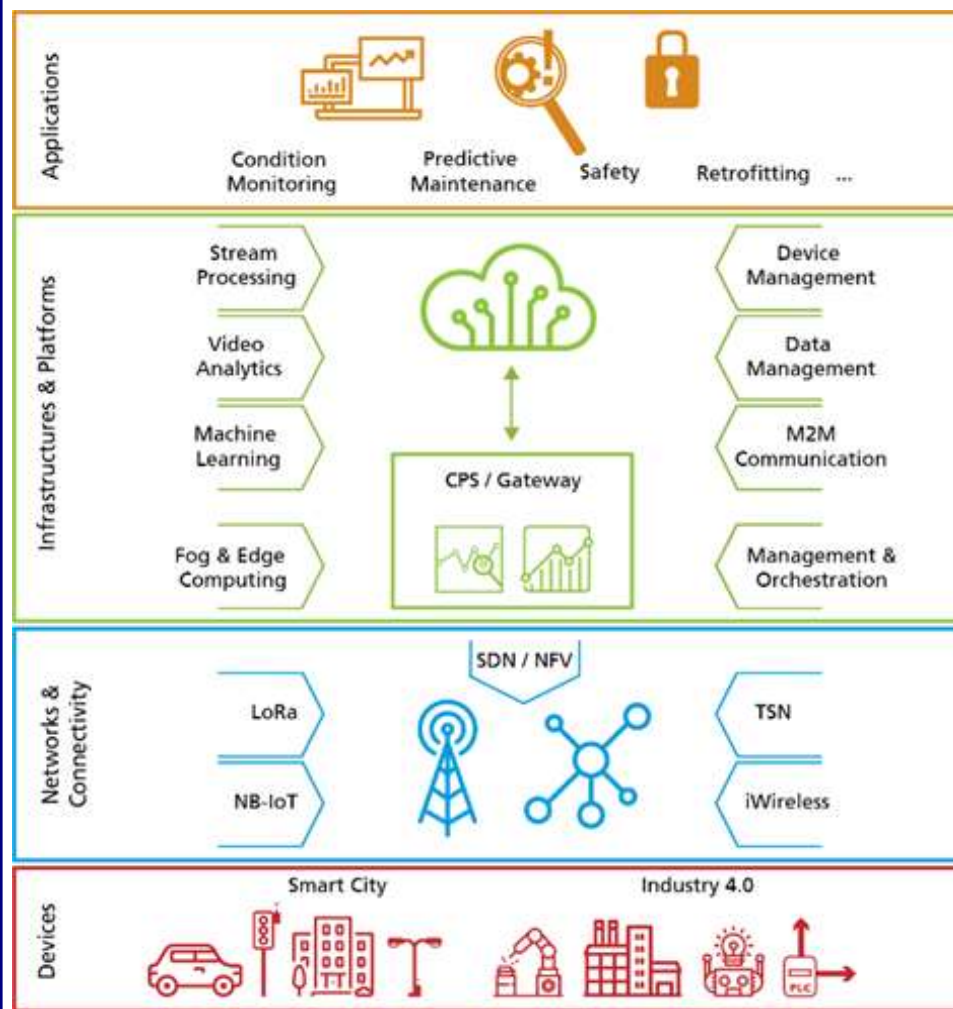 Applications
Condition
Monitoring
Predictive
Maintenance
Safety
Retrofitting
...
Infrastructures & Platforms
Stream
Processing
Video
Analytics
Machine
Learning
Fog & Edge
Computing
CPS / Gateway
Device
Management
Data
Management
M2M
Communication
Management &
Orchestration
Networks &
Connectivity
SDN / NFV
LoRa
NB-IoT
TSN
iWireless
Devices
Smart City
Industry 4.0
PLC